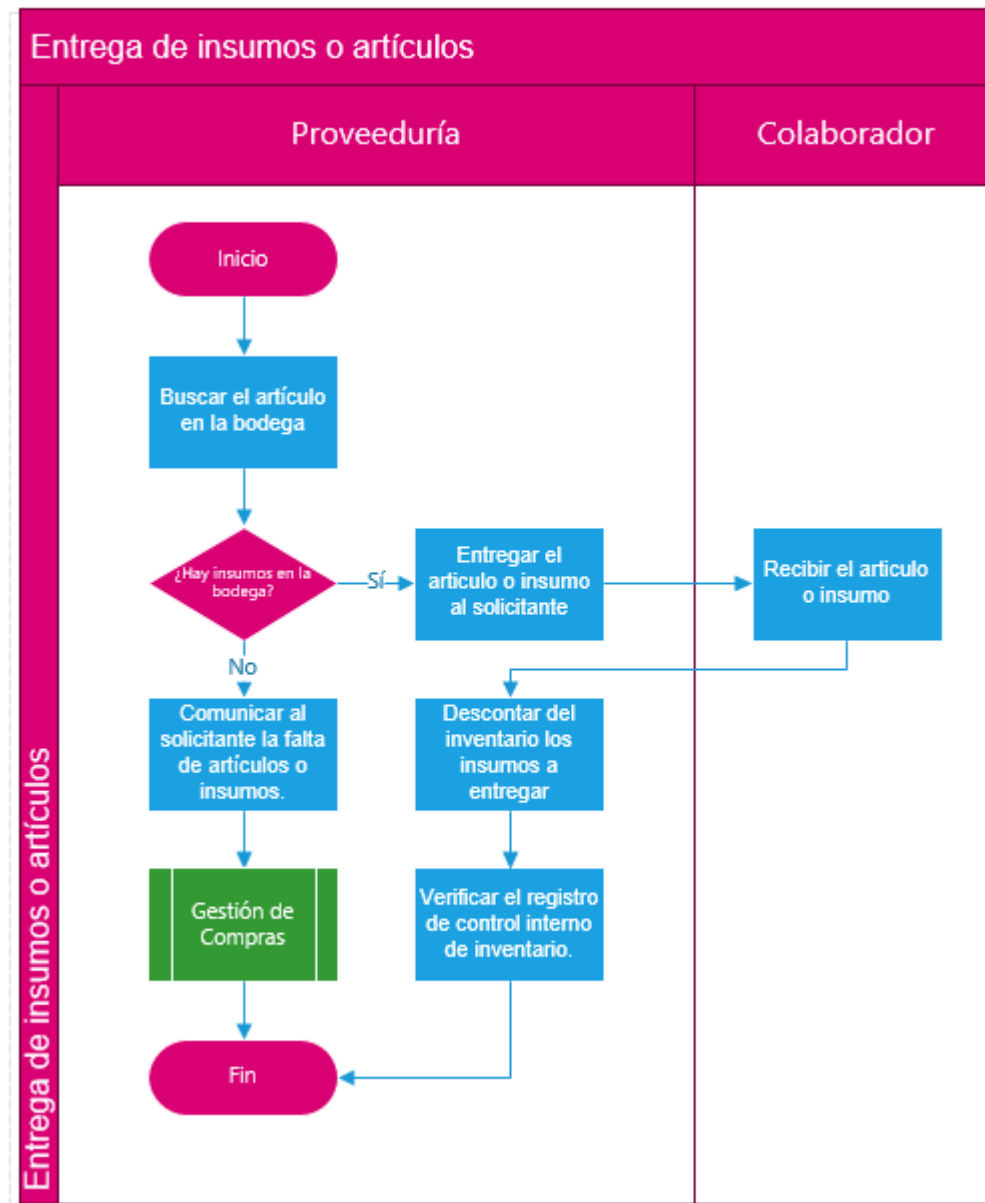 Entrega de insumos o artículos
Proveeduría
Colaborador
Entrega de insumos o artículos
Inicio
Buscar el artículo
en la bodega
¿Hay insumos en la
bodega?
Sí
Entregar el
articulo o insumo
al solicitante
Recibir el articulo
o insumo
No
Comunicar al
solicitante la falta
de artículos o
insumos.
Descontar del
inventario los
insumos a
entregar
Gestión de
Compras
Verificar el registro
de control interno
de inventario.
Fin